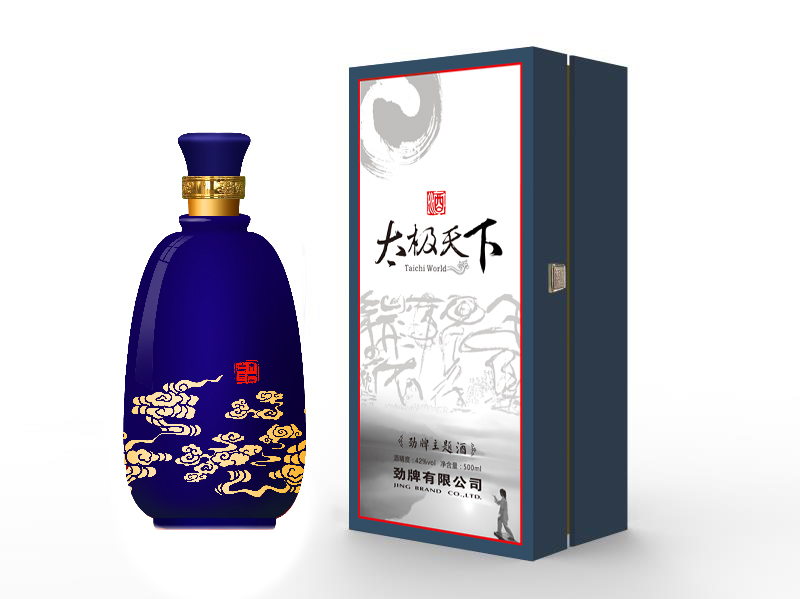 酒
太极天下
Taichi World
劲牌主题酒
酒精度：42%vol 净含量：500ml
劲牌有限公司
JING BRAND CO.,LTD.